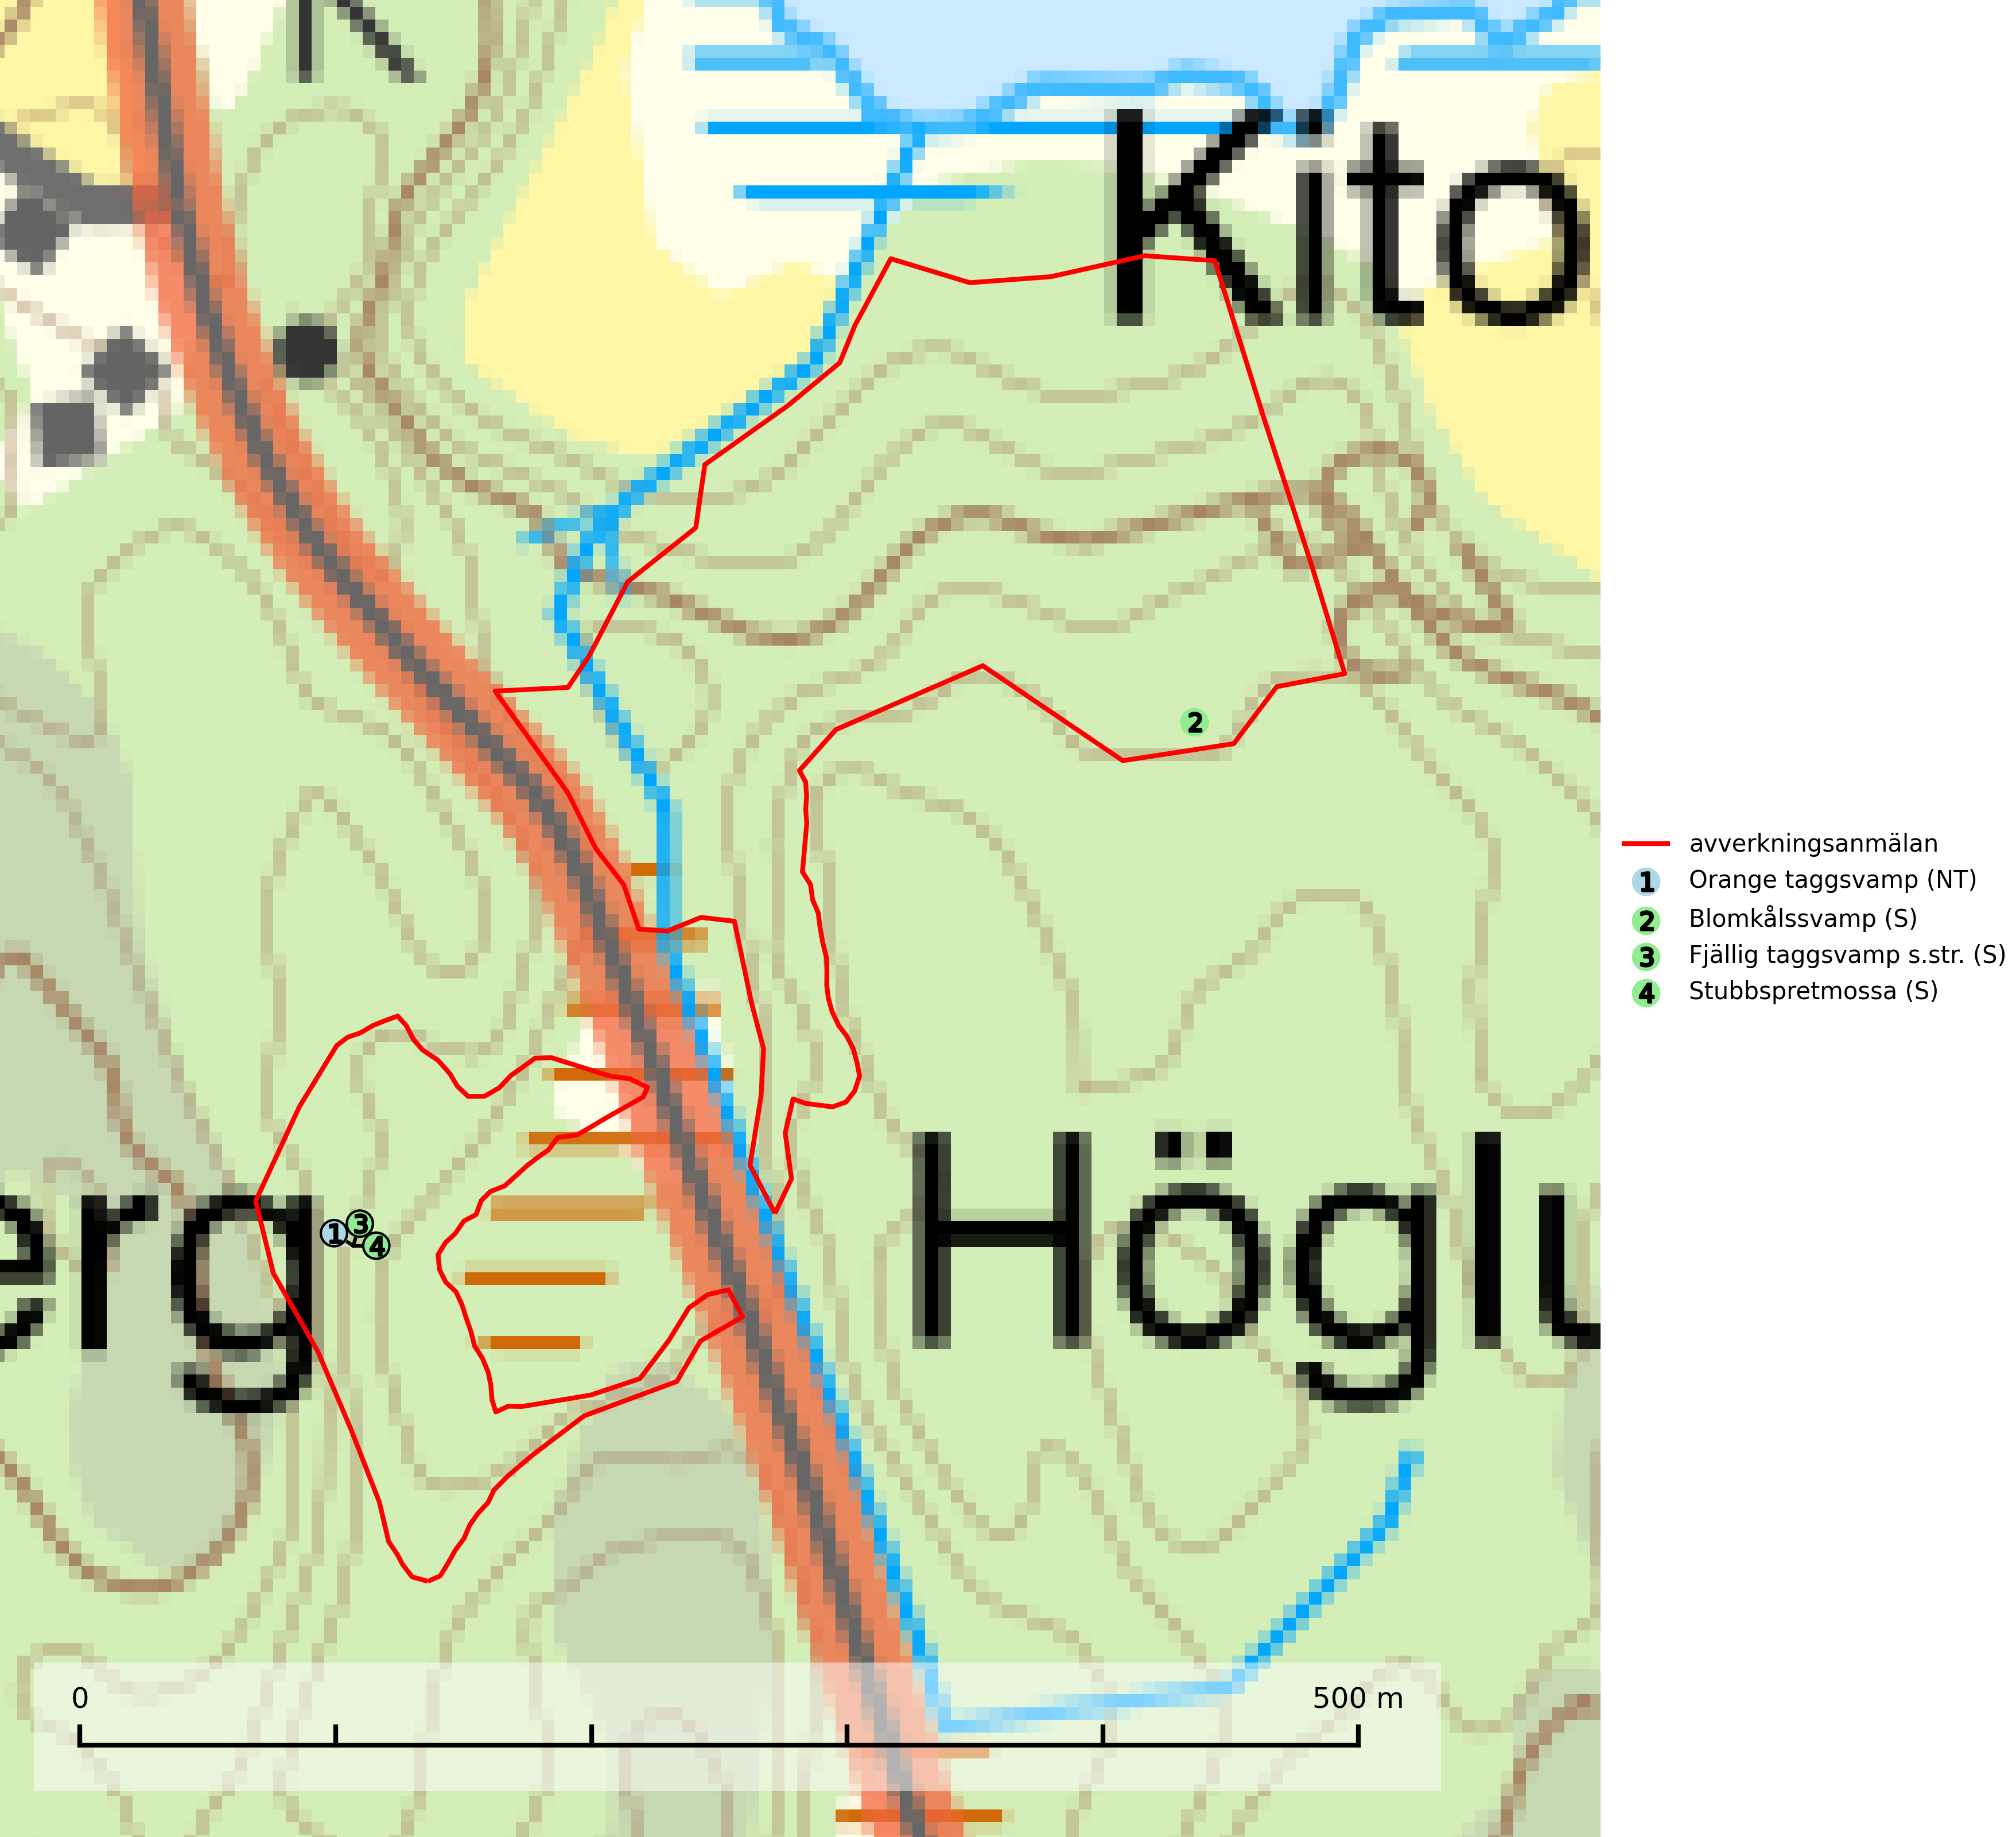 Kito
erg
Höglu
0 500 m
avverkningsanmälan
1 Orange taggsvamp (NT)
2 Blomkålssvamp (S)
3 Fjällig taggsvamp s.str. (S)
4 Stubbspretmossa (S)
2
1
3
4